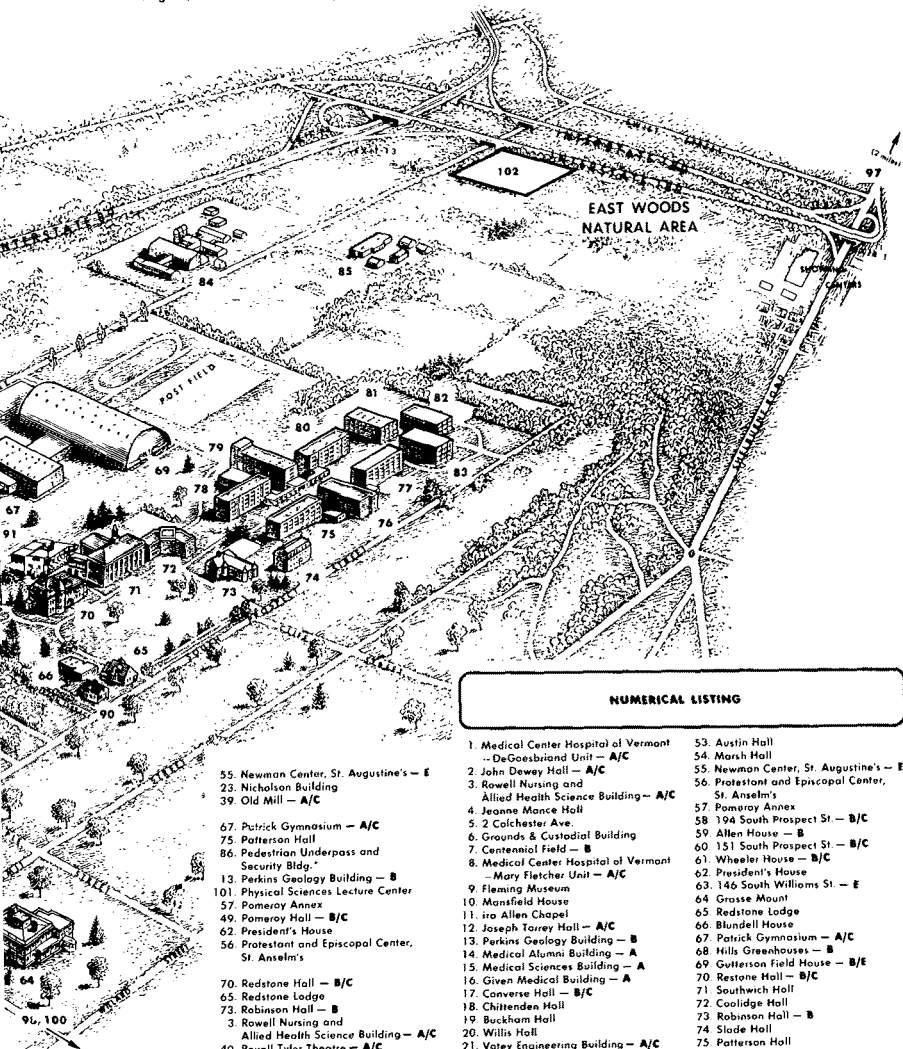 102
(2 miles)
97
EAST WOODS
NATURAL AREA
INTERSTATE 89
SHOPPING
CENTERS
84
85
POST FIELD
81
82
80
79
69
78
77
83
67
76
91
75
72
74
71
73
70
65
66
90
64
98, 100
55. Newman Center, St. Augustine's – E
23. Nicholson Building
39. Old Mill – A/C
67. Patrick Gymnasium – A/C
75. Patterson Hall
86. Pedestrian Underpass and
Security Bldg.*
13. Perkins Geology Building – B
101. Physical Sciences Lecture Center
57. Pomeroy Annex
49. Pomeroy Hall – B/C
62. President's House
56. Protestant and Episcopal Center,
St. Anselm's
70. Redstone Hall – B/C
65. Redstone Lodge
73. Robinson Hall – B
3. Rowell Nursing and
Allied Health Science Building – A/C
40. Royall Tyler Theatre – A/C
NUMERICAL LISTING
1. Medical Center Hospital of Vermont
– DeGoesbriand Unit – A/C
2. John Dewey Hall – A/C
3. Rowell Nursing and
Allied Health Science Building – A/C
4. Jeanne Mance Hall
5. 2 Colchester Ave.
6. Grounds & Custodial Building
7. Centennial Field – B
8. Medical Center Hospital of Vermont
– Mary Fletcher Unit – A/C
9. Fleming Museum
10. Mansfield House
11. ira Allen Chapel
12. Joseph Torrey Hall – A/C
13. Perkins Geology Building – B
14. Medical Alumni Building – A
15. Medical Sciences Building – A
16. Given Medical Building – A
17. Converse Hall – B/C
18. Chittenden Hall
19. Buckham Hall
20. Willis Hall
21. Votey Engineering Building – A/C
53. Austin Hall
54. Marsh Hall
55. Newman Center, St. Augustine's – E
56. Protestant and Episcopal Center,
St. Anselm's
57. Pomeroy Annex
58 194 South Prospect St. – B/C
59. Allen House – B
60. 151 South Prospect St. – B/C
61. Wheeler House – B/C
62. President's House
63. 146 South Williams St. – E
64 Grasse Mount
65. Redstone Lodge
66. Blundell House
67. Patrick Gymnasium – A/C
68. Hills Greenhouses – B
69. Gutterson Field House – B/E
70. Restone Hall – B/C
71. Southwich Hall
72. Coolidge Hall
73. Robinson Hall – B
74. Slade Hall
75. Patterson Hall